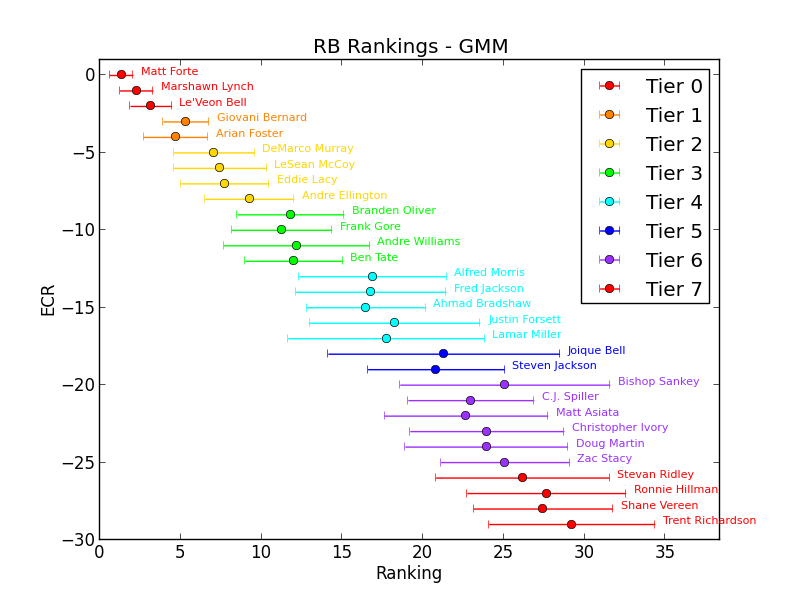 RB Rankings - GMM
0
−5
−10
−15
−20
−25
−30
ECR
Matt Forte
Marshawn Lynch
Le'Veon Bell
Giovani Bernard
Arian Foster
DeMarco Murray
LeSean McCoy
Eddie Lacy
Andre Ellington
Branden Oliver
Frank Gore
Andre Williams
Ben Tate
Alfred Morris
Fred Jackson
Ahmad Bradshaw
Justin Forsett
Lamar Miller
Joique Bell
Steven Jackson
Bishop Sankey
C.J. Spiller
Matt Asiata
Christopher Ivory
Doug Martin
Zac Stacy
Stevan Ridley
Ronnie Hillman
Shane Vereen
Trent Richardson
Tier 0
Tier 1
Tier 2
Tier 3
Tier 4
Tier 5
Tier 6
Tier 7
0 5 10 15 20 25 30 35
Ranking